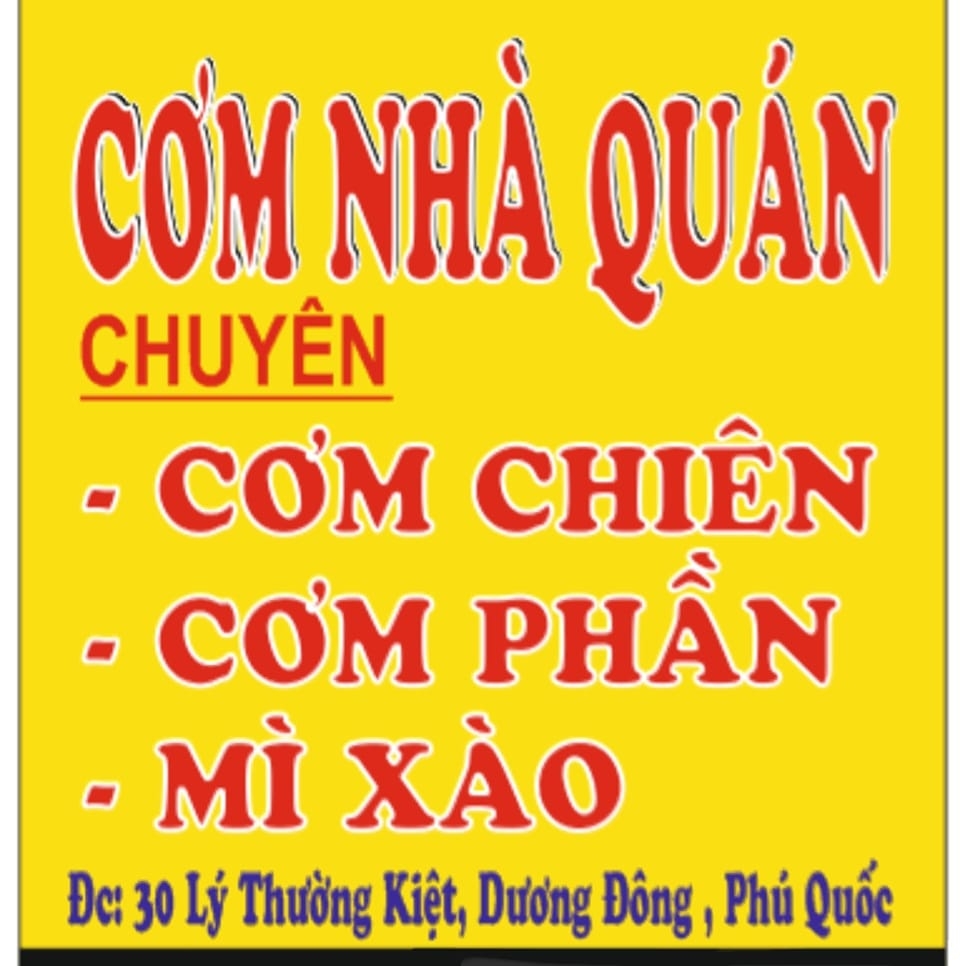 CƠM NHÀ QUÁN
CHUYÊN
- CƠM CHIÊN
- CƠM PHẦN
- MÌ XÀO
Đc: 30 Lý Thường Kiệt, Dương Đông , Phú Quốc